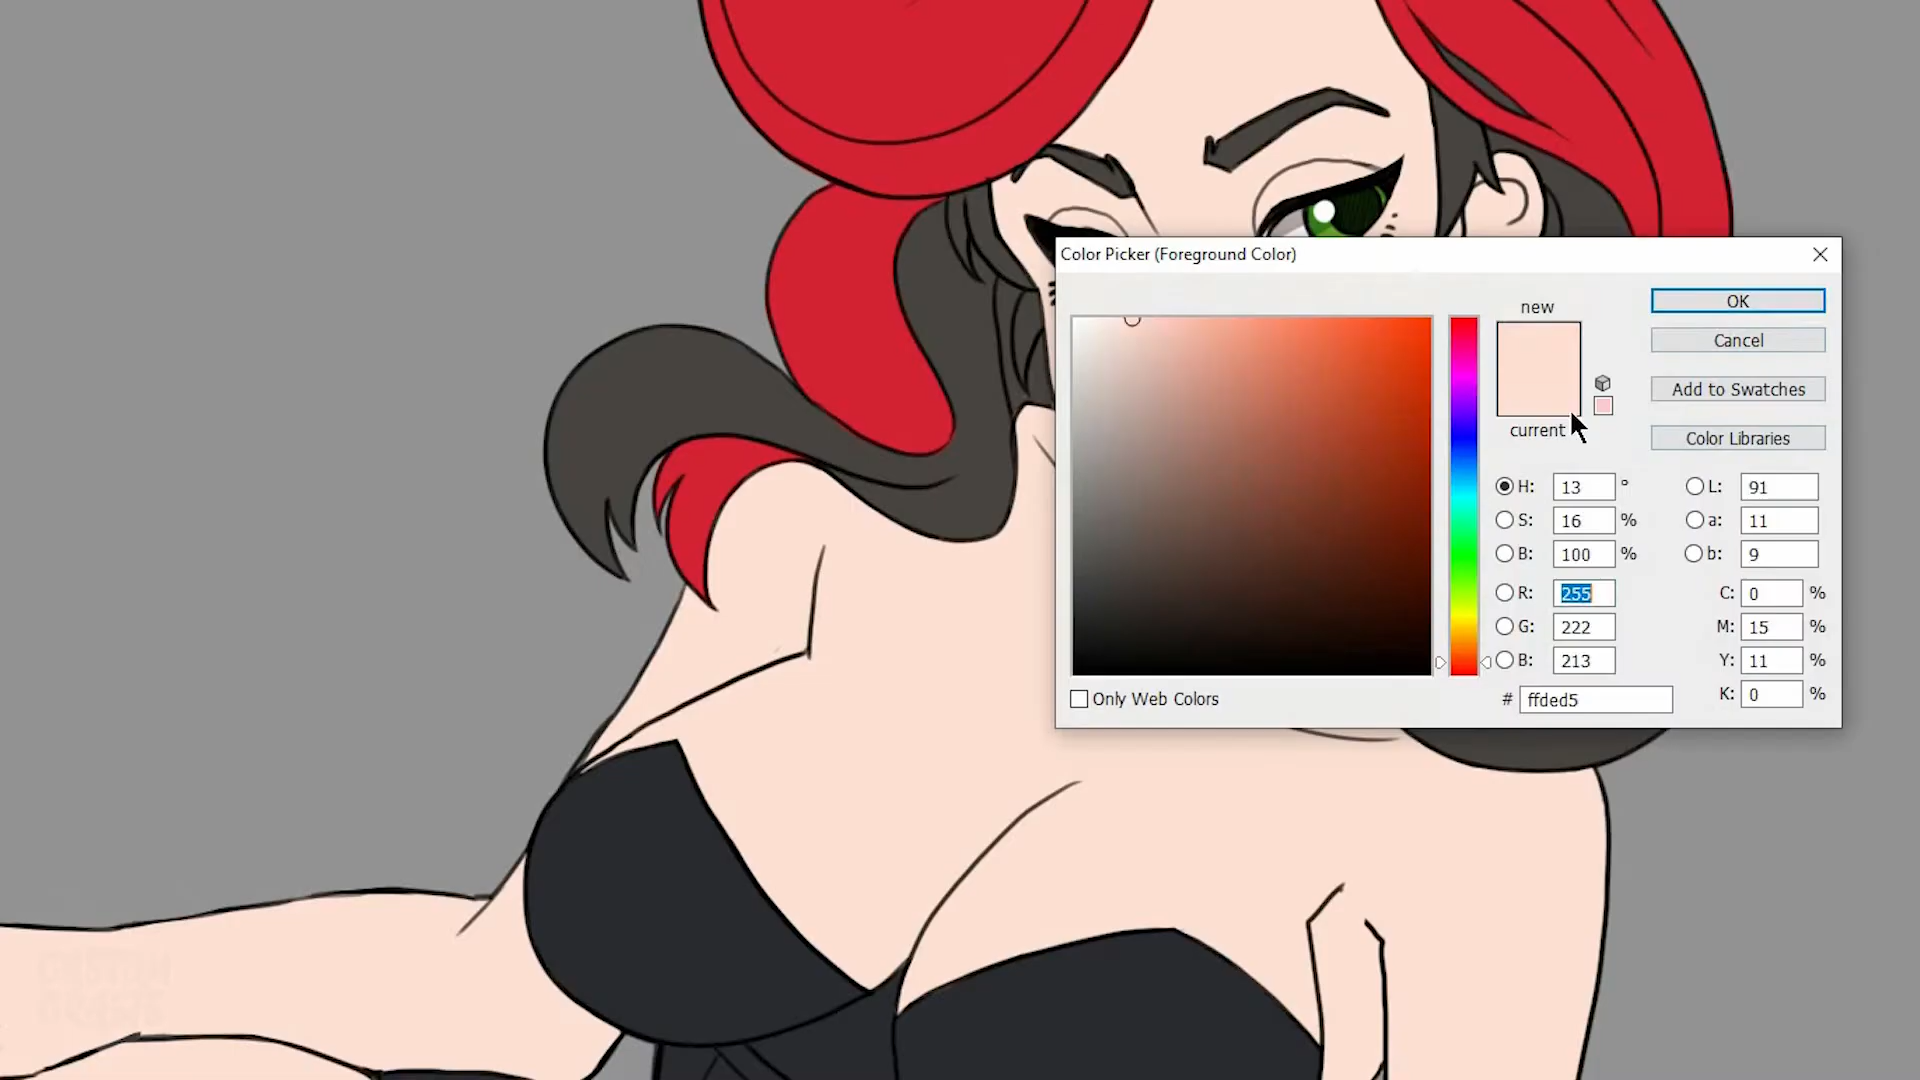 Color Picker (Foreground Color)
new
OK
Cancel
Add to Swatches
current
Color Libraries
H: 13 ° L: 91
S: 16 % a: 11
B: 100 % b: 9
R: 255 C: 0 %
G: 222 M: 15 %
B: 213 Y: 11 %
K: 0 %
Only Web Colors # ffded5